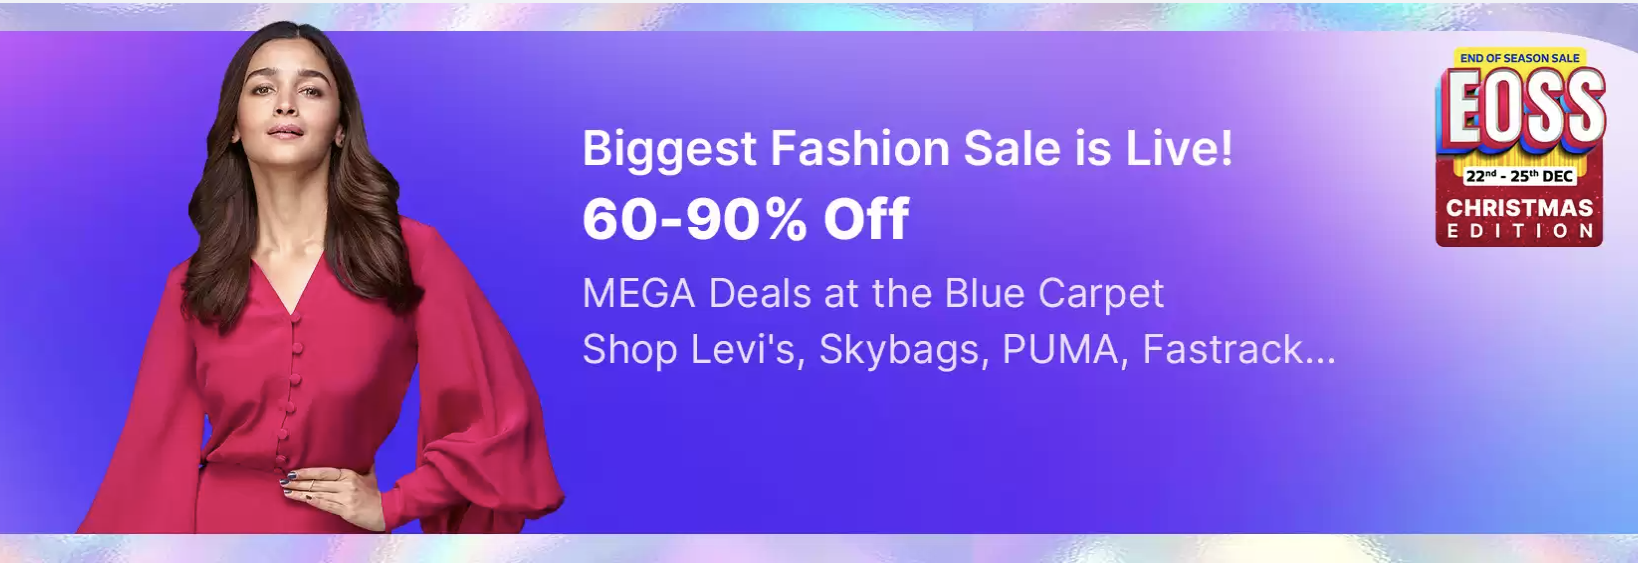 Biggest Fashion Sale is Live!
60-90% Off
MEGA Deals at the Blue Carpet
Shop Levi's, Skybags, PUMA, Fastrack...
END OF SEASON SALE
EOSS
22nd - 25th DEC
CHRISTMAS
EDITION